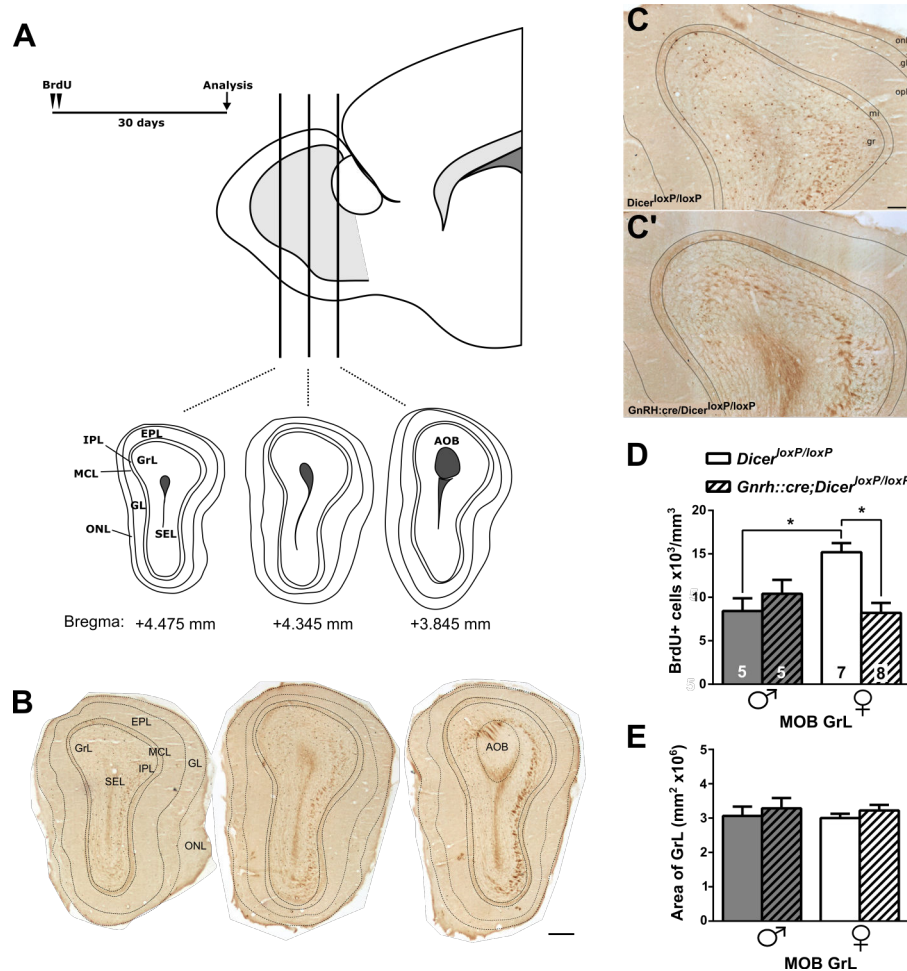 A
BrdU
Analysis
30 days
EPL
IPL
GrL
MCL
GL
ONL
SEL
AOB
Bregma:
+4.475 mm
+4.345 mm
+3.845 mm
B
EPL
GrL
MCL
IPL
GL
SEL
ONL
AOB
C
onl
gl
opl
mi
gr
Dicer loxP/loxP
C'
GnRH:cre/Dicer loxP/loxP
D
Dicer loxP/loxP
Gnrh::cre;Dicer loxP/loxP
BrdU+ cells x10³/mm³
20
15
10
5
0
*
*
5
5
7
8
♂
♀
MOB GrL
E
Area of GrL (mm² x10⁶)
5
4
3
2
1
0
♂
♀
MOB GrL